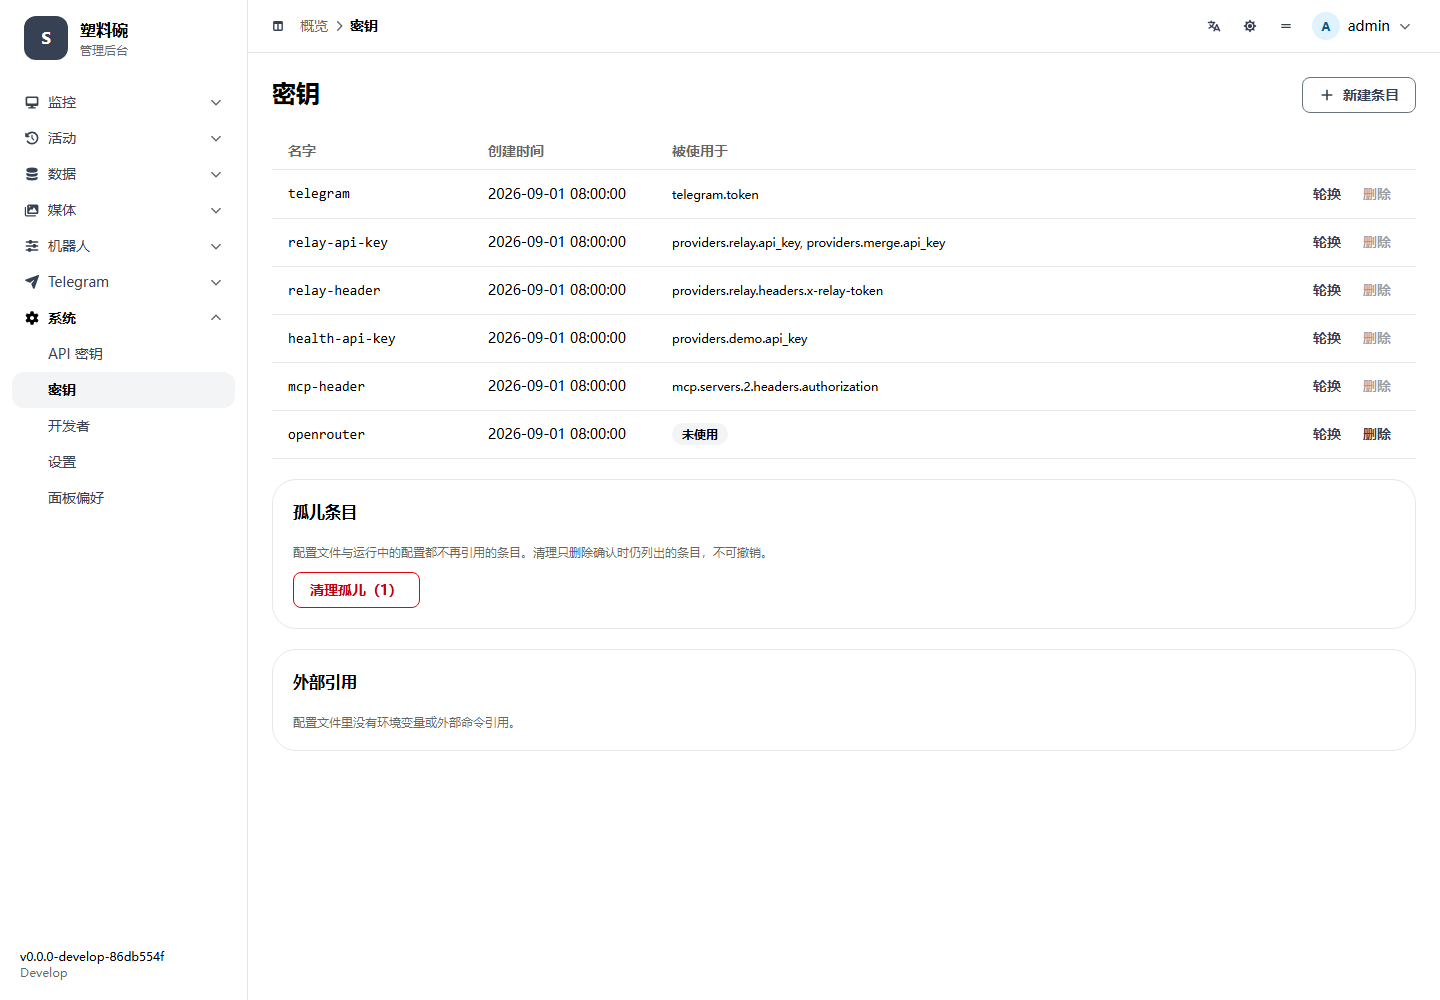 S
塑料碗
管理后台
监控
活动
数据
媒体
机器人
Telegram
系统
API 密钥
密钥
开发者
设置
面板偏好
v0.0.0-develop-86db554f
Develop
概览 > 密钥
A admin
密钥
新建条目
名字 创建时间 被使用于
telegram 2026-09-01 08:00:00 telegram.token 轮换 删除
relay-api-key 2026-09-01 08:00:00 providers.relay.api_key, providers.merge.api_key 轮换 删除
relay-header 2026-09-01 08:00:00 providers.relay.headers.x-relay-token 轮换 删除
health-api-key 2026-09-01 08:00:00 providers.demo.api_key 轮换 删除
mcp-header 2026-09-01 08:00:00 mcp.servers.2.headers.authorization 轮换 删除
openrouter 2026-09-01 08:00:00 未使用 轮换 删除
孤儿条目
配置文件与运行中的配置都不再引用的条目。清理只删除确认时仍列出的条目，不可撤销。
清理孤儿（1）
外部引用
配置文件里没有环境变量或外部命令引用。